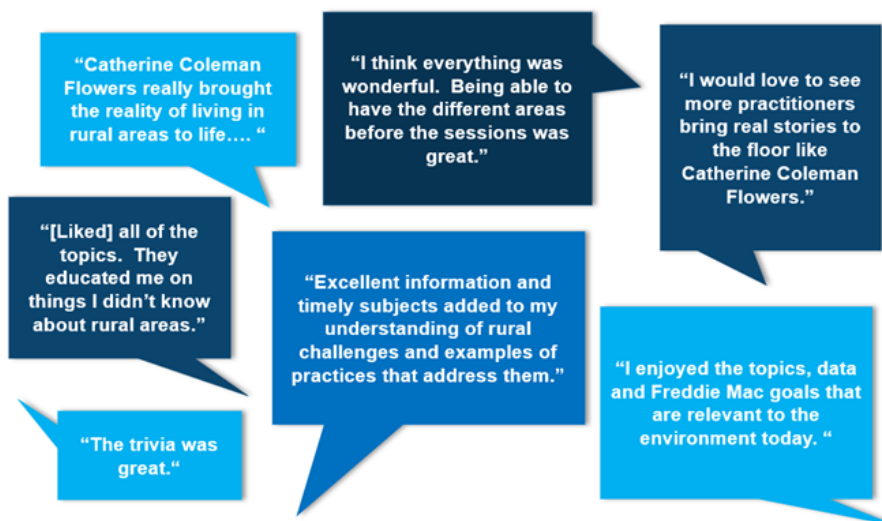 “Catherine Coleman
Flowers really brought
the reality of living in
rural areas to life…. “
“I think everything was
wonderful.  Being able to
have the different areas
before the sessions was
great.”
“I would love to see
more practitioners
bring real stories to
the floor like
Catherine Coleman
Flowers.”
“[Liked] all of the
topics.  They
educated me on
things I didn’t know
about rural areas.”
“Excellent information and
timely subjects added to my
understanding of rural
challenges and examples of
practices that address them.”
“I enjoyed the topics, data
and Freddie Mac goals that
are relevant to the
environment today. “
“The trivia was
great.“